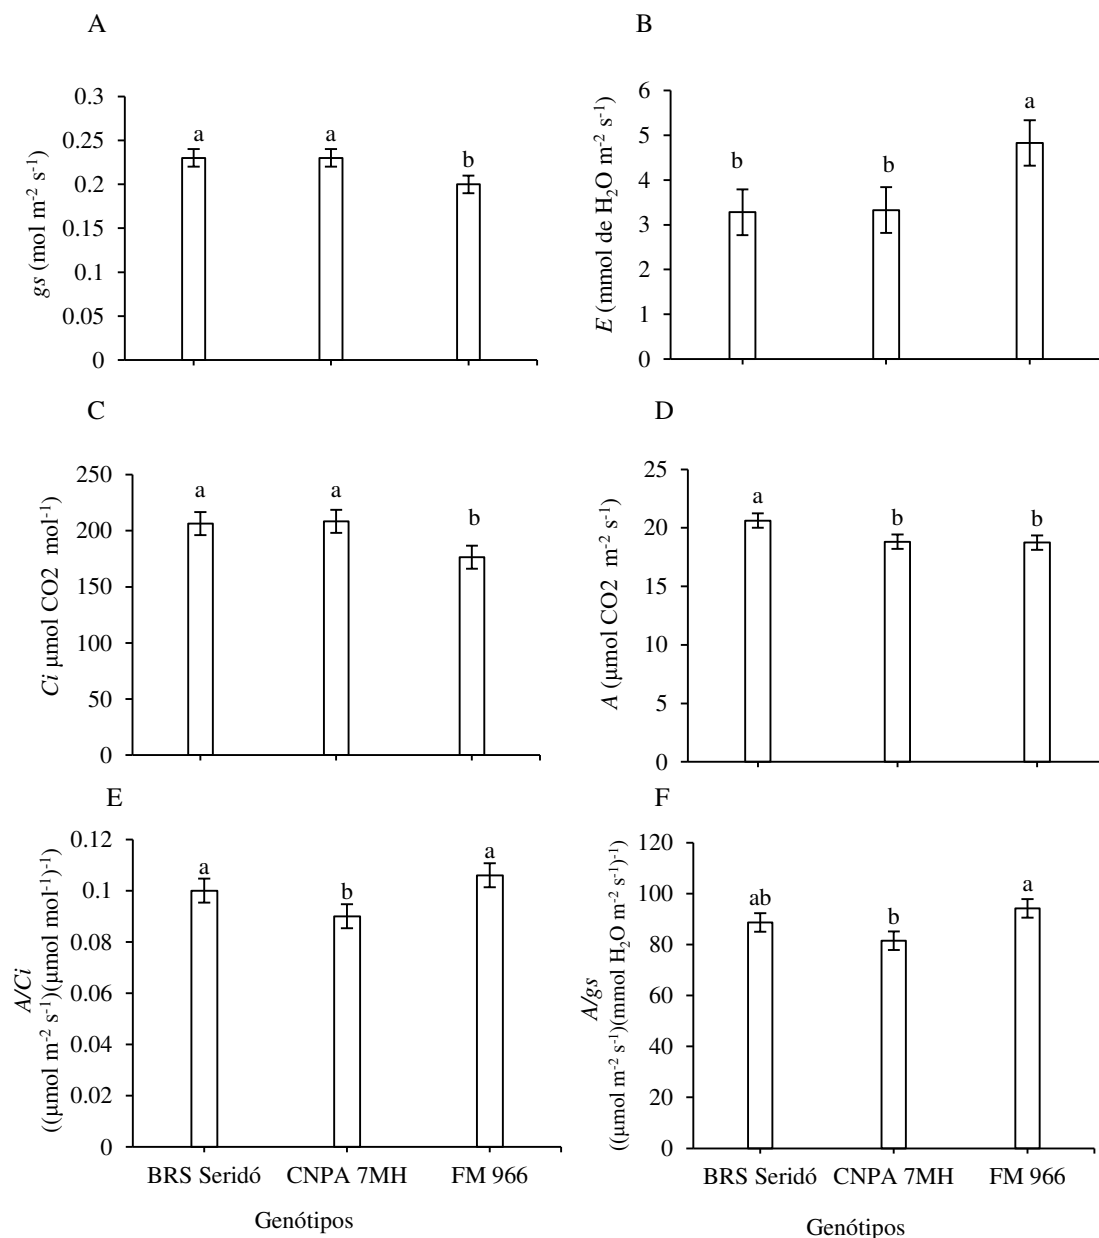 A
gs (mol m-2 s-1)
0.3
0.25
0.2
0.15
0.1
0.05
0
a
a
b
B
E (mmol de H2O m-2 s-1)
6
5
4
3
2
1
0
b
b
a
C
Ci µmol CO2 mol-1)
250
200
150
100
50
0
a
a
b
D
A (µmol CO2 m-2 s-1)
25
20
15
10
5
0
a
b
b
E
A/Ci
((µmol m-2 s-1)(µmol mol-1)-1)
0.12
0.1
0.08
0.06
0.04
0.02
0
a
b
a
BRS Seridó CNPA 7MH FM 966
Genótipos
F
A/gs
((µmol m-2 s-1)(mmol H2O m-2 s-1)-1)
120
100
80
60
40
20
0
ab
b
a
BRS Seridó CNPA 7MH FM 966
Genótipos